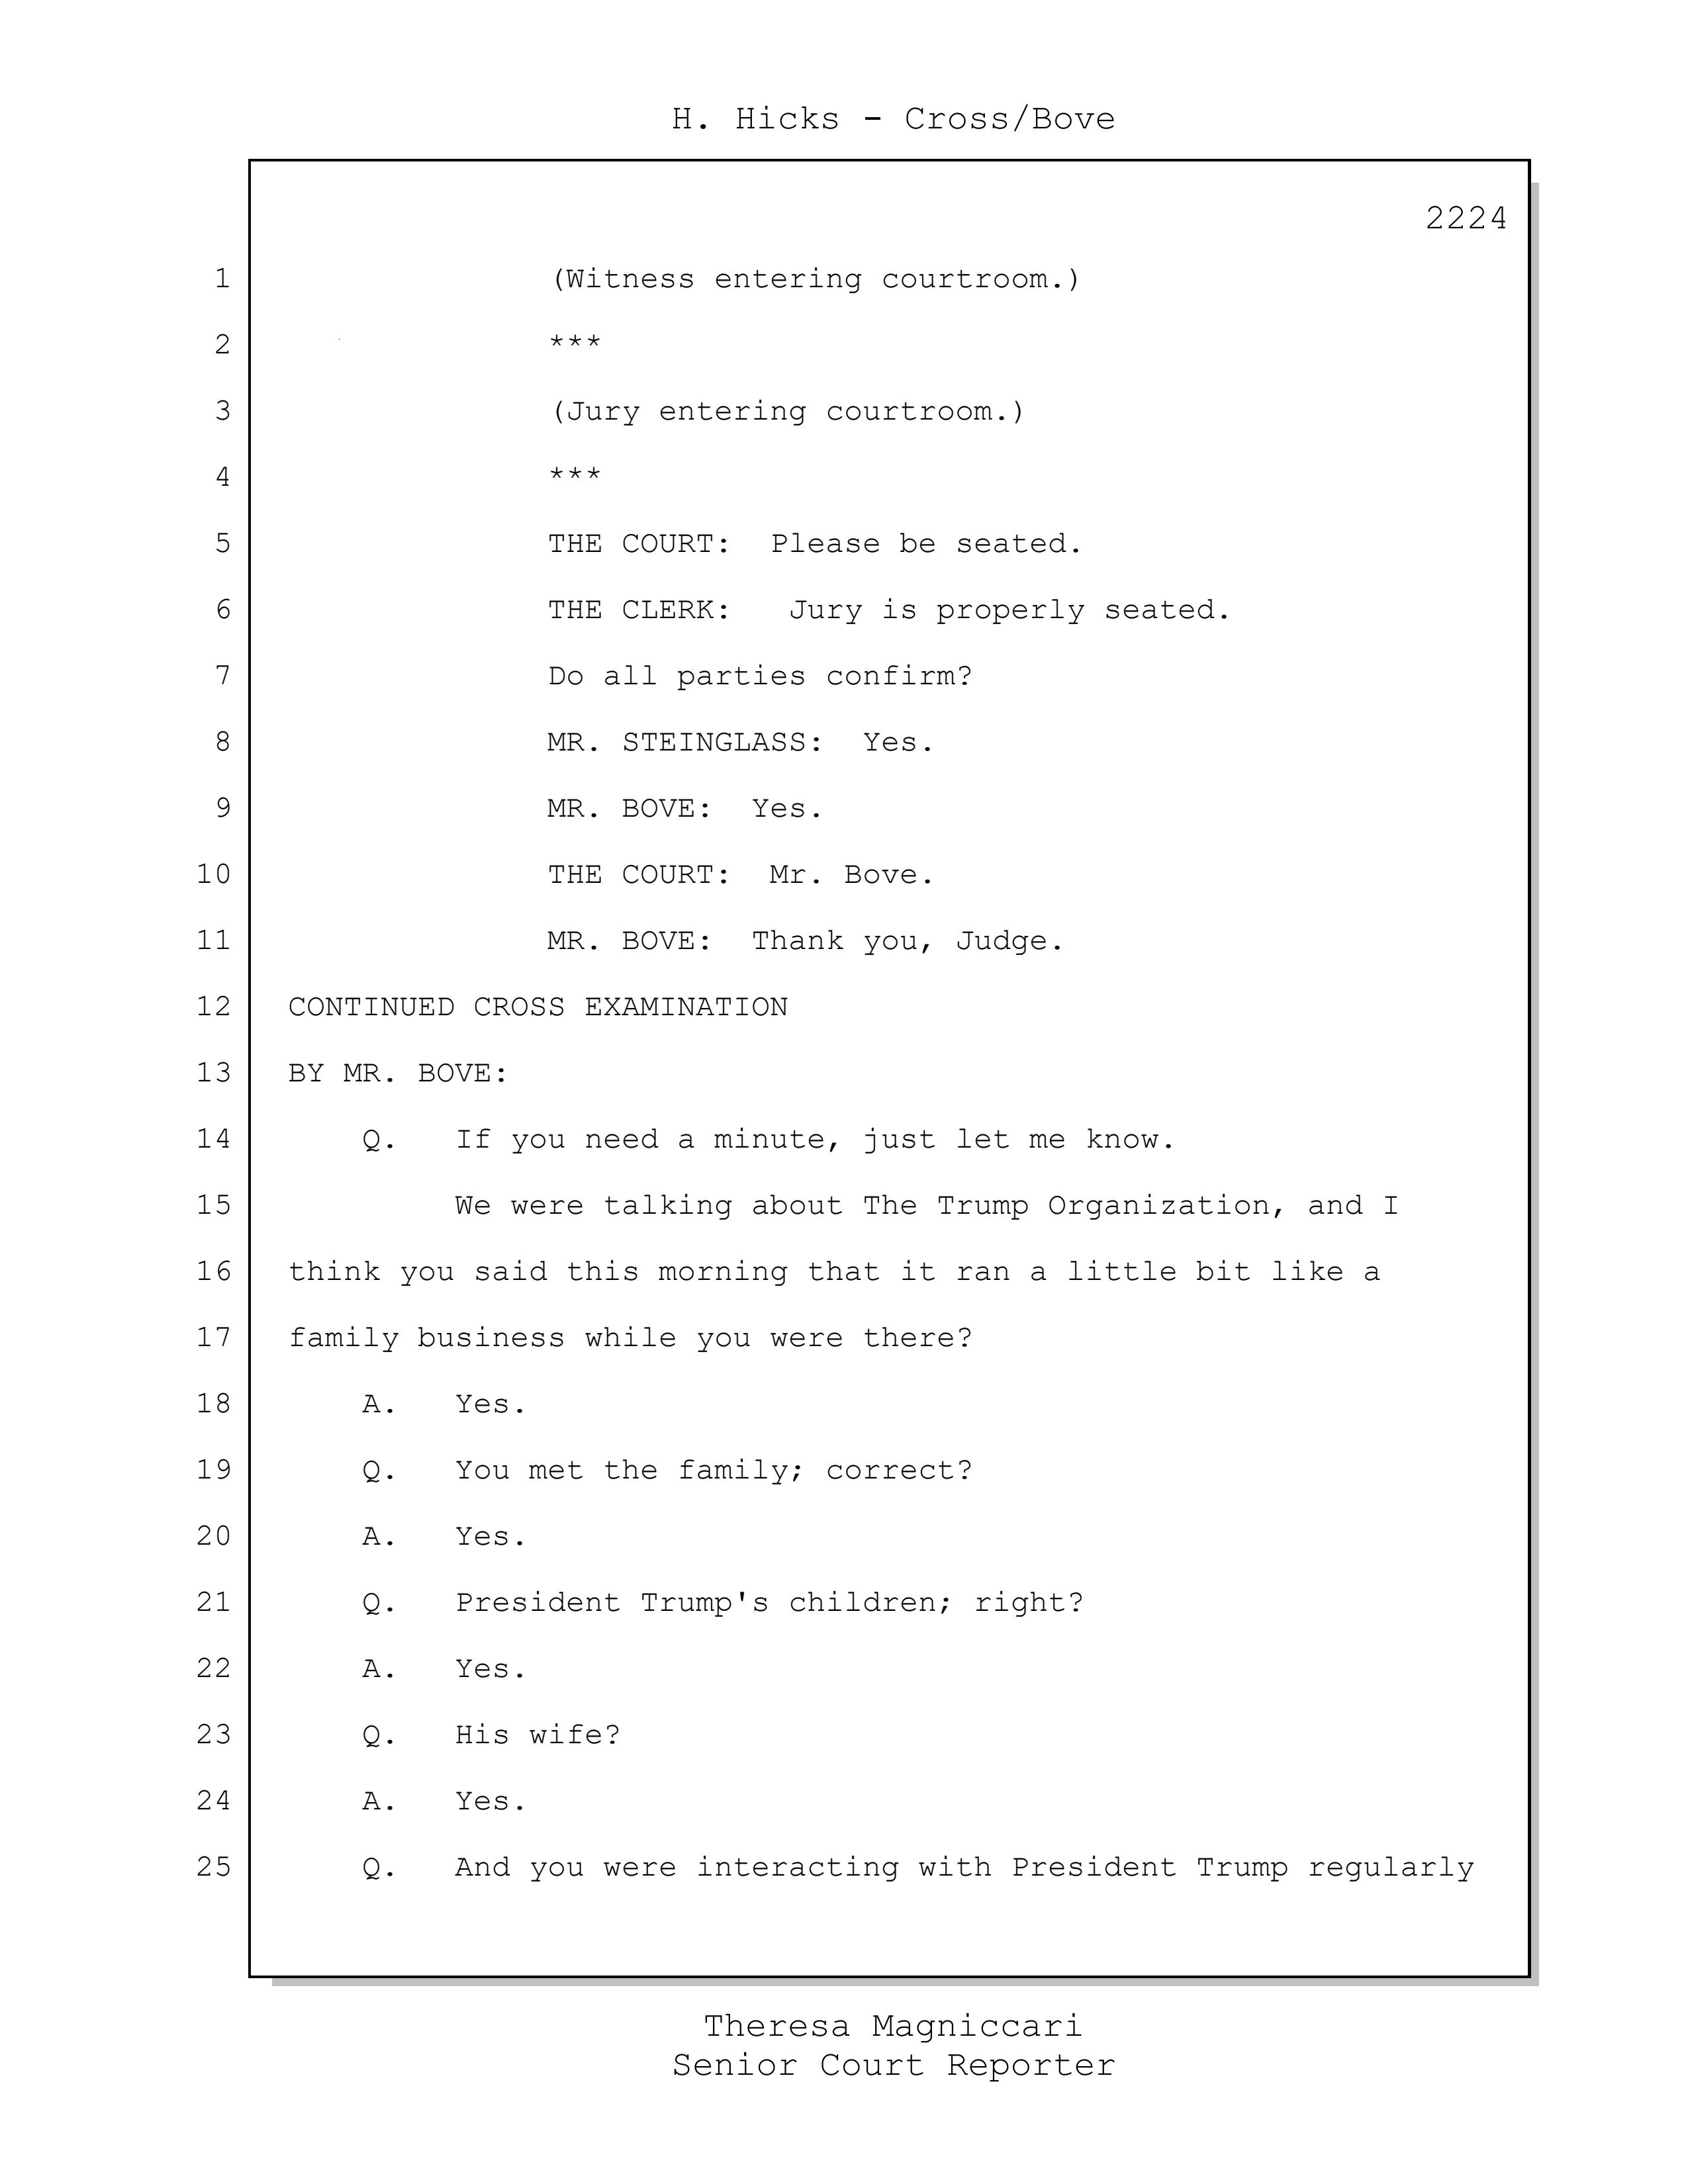 H. Hicks - Cross/Bove
2224
1 (Witness entering courtroom.)
2 ***
3 (Jury entering courtroom.)
4 ***
5 THE COURT:  Please be seated.
6 THE CLERK:   Jury is properly seated.
7 Do all parties confirm?
8 MR. STEINGLASS:  Yes.
9 MR. BOVE:  Yes.
10 THE COURT:  Mr. Bove.
11 MR. BOVE:  Thank you, Judge.
12 CONTINUED CROSS EXAMINATION
13 BY MR. BOVE:
14 Q.   If you need a minute, just let me know.
15 We were talking about The Trump Organization, and I
16 think you said this morning that it ran a little bit like a
17 family business while you were there?
18 A.   Yes.
19 Q.   You met the family; correct?
20 A.   Yes.
21 Q.   President Trump's children; right?
22 A.   Yes.
23 Q.   His wife?
24 A.   Yes.
25 Q.   And you were interacting with President Trump regularly
Theresa Magniccari
Senior Court Reporter